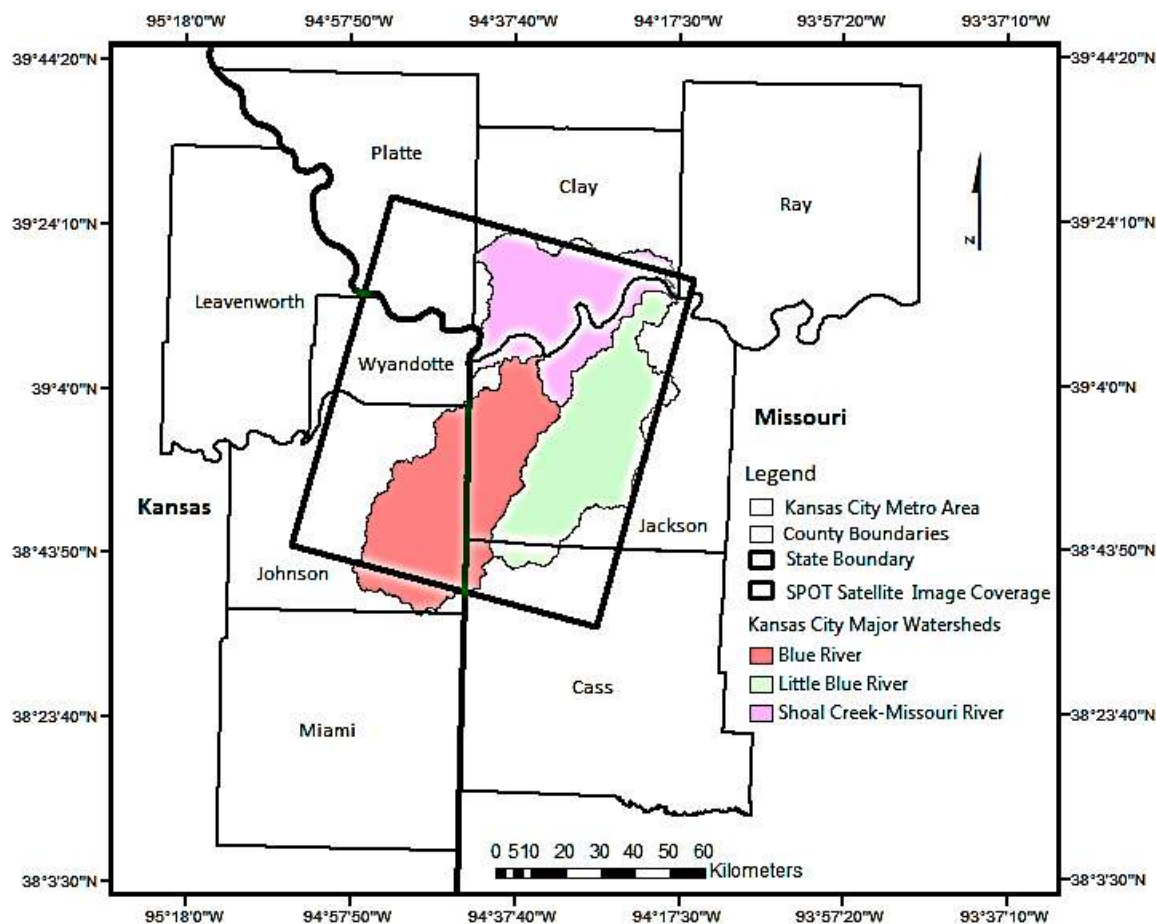 95°18'0"W 94°57'50"W 94°37'40"W 94°17'30"W 93°57'20"W 93°37'10"W
39°44'20"N 39°44'20"N
Platte
Clay
Ray
39°24'10"N 39°24'10"N
N
Leavenworth
Wyandotte
39°4'0"N 39°4'0"N
Missouri
Legend
Kansas
Kansas City Metro Area
Jackson
County Boundaries
38°43'50"N 38°43'50"N
State Boundary
Johnson
SPOT Satellite Image Coverage
Kansas City Major Watersheds
Blue River
Cass
Little Blue River
38°23'40"N 38°23'40"N
Shoal Creek-Missouri River
Miami
0 5 10 20 30 40 50 60
Kilometers
38°3'30"N 38°3'30"N
95°18'0"W 94°57'50"W 94°37'40"W 94°17'30"W 93°57'20"W 93°37'10"W